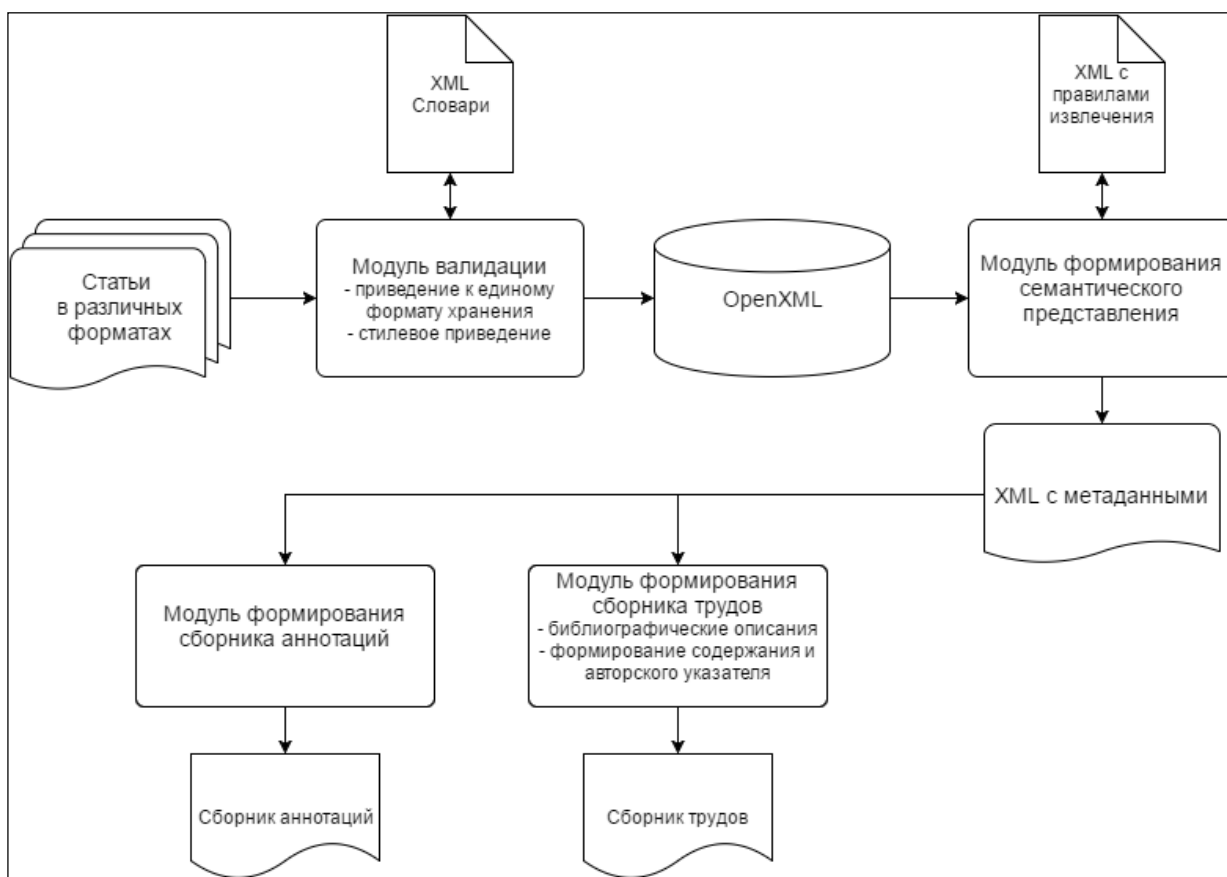 XML
Словари
XML с
правилами
извлечения
Статьи
в различных
форматах
Модуль валидации
- приведение к единому
формату хранения
- стилевое приведение
OpenXML
Модуль формирования
семантического
представления
XML с метаданными
Модуль формирования
сборника аннотаций
Модуль формирования
сборника трудов
- библиографические описания
- формирование содержания и
авторского указателя
Сборник аннотаций
Сборник трудов